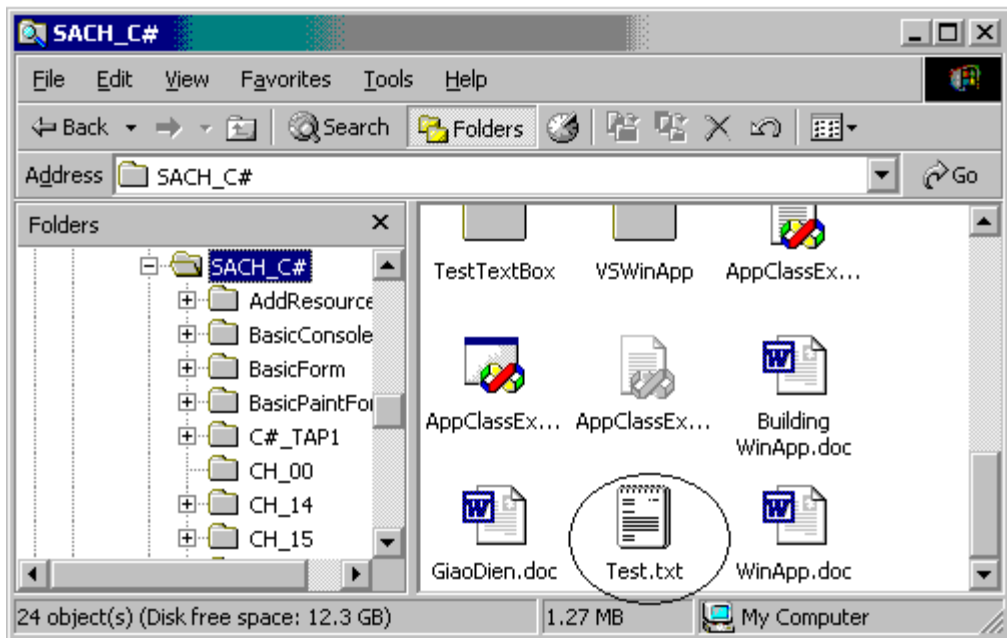 SACH_C#
File Edit View Favorites Tools Help
Back Search Folders
Address SACH_C# Go
Folders
SACH_C#
AddResource
BasicConsole
BasicForm
BasicPaintFor
C#_TAP1
CH_00
CH_14
CH_15
TestTextBox VSWinApp AppClassEx...
AppClassEx... AppClassEx... Building
WinApp.doc
GiaoDien.doc Test.txt WinApp.doc
24 object(s) (Disk free space: 12.3 GB) 1.27 MB My Computer